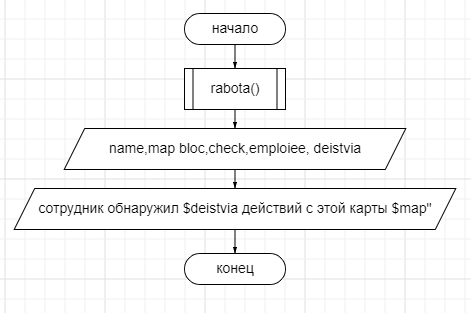 начало
rabota()
name,map bloc,check,emploiee, deistvia
сотрудник обнаружил $deistvia действий с этой карты $map"
конец